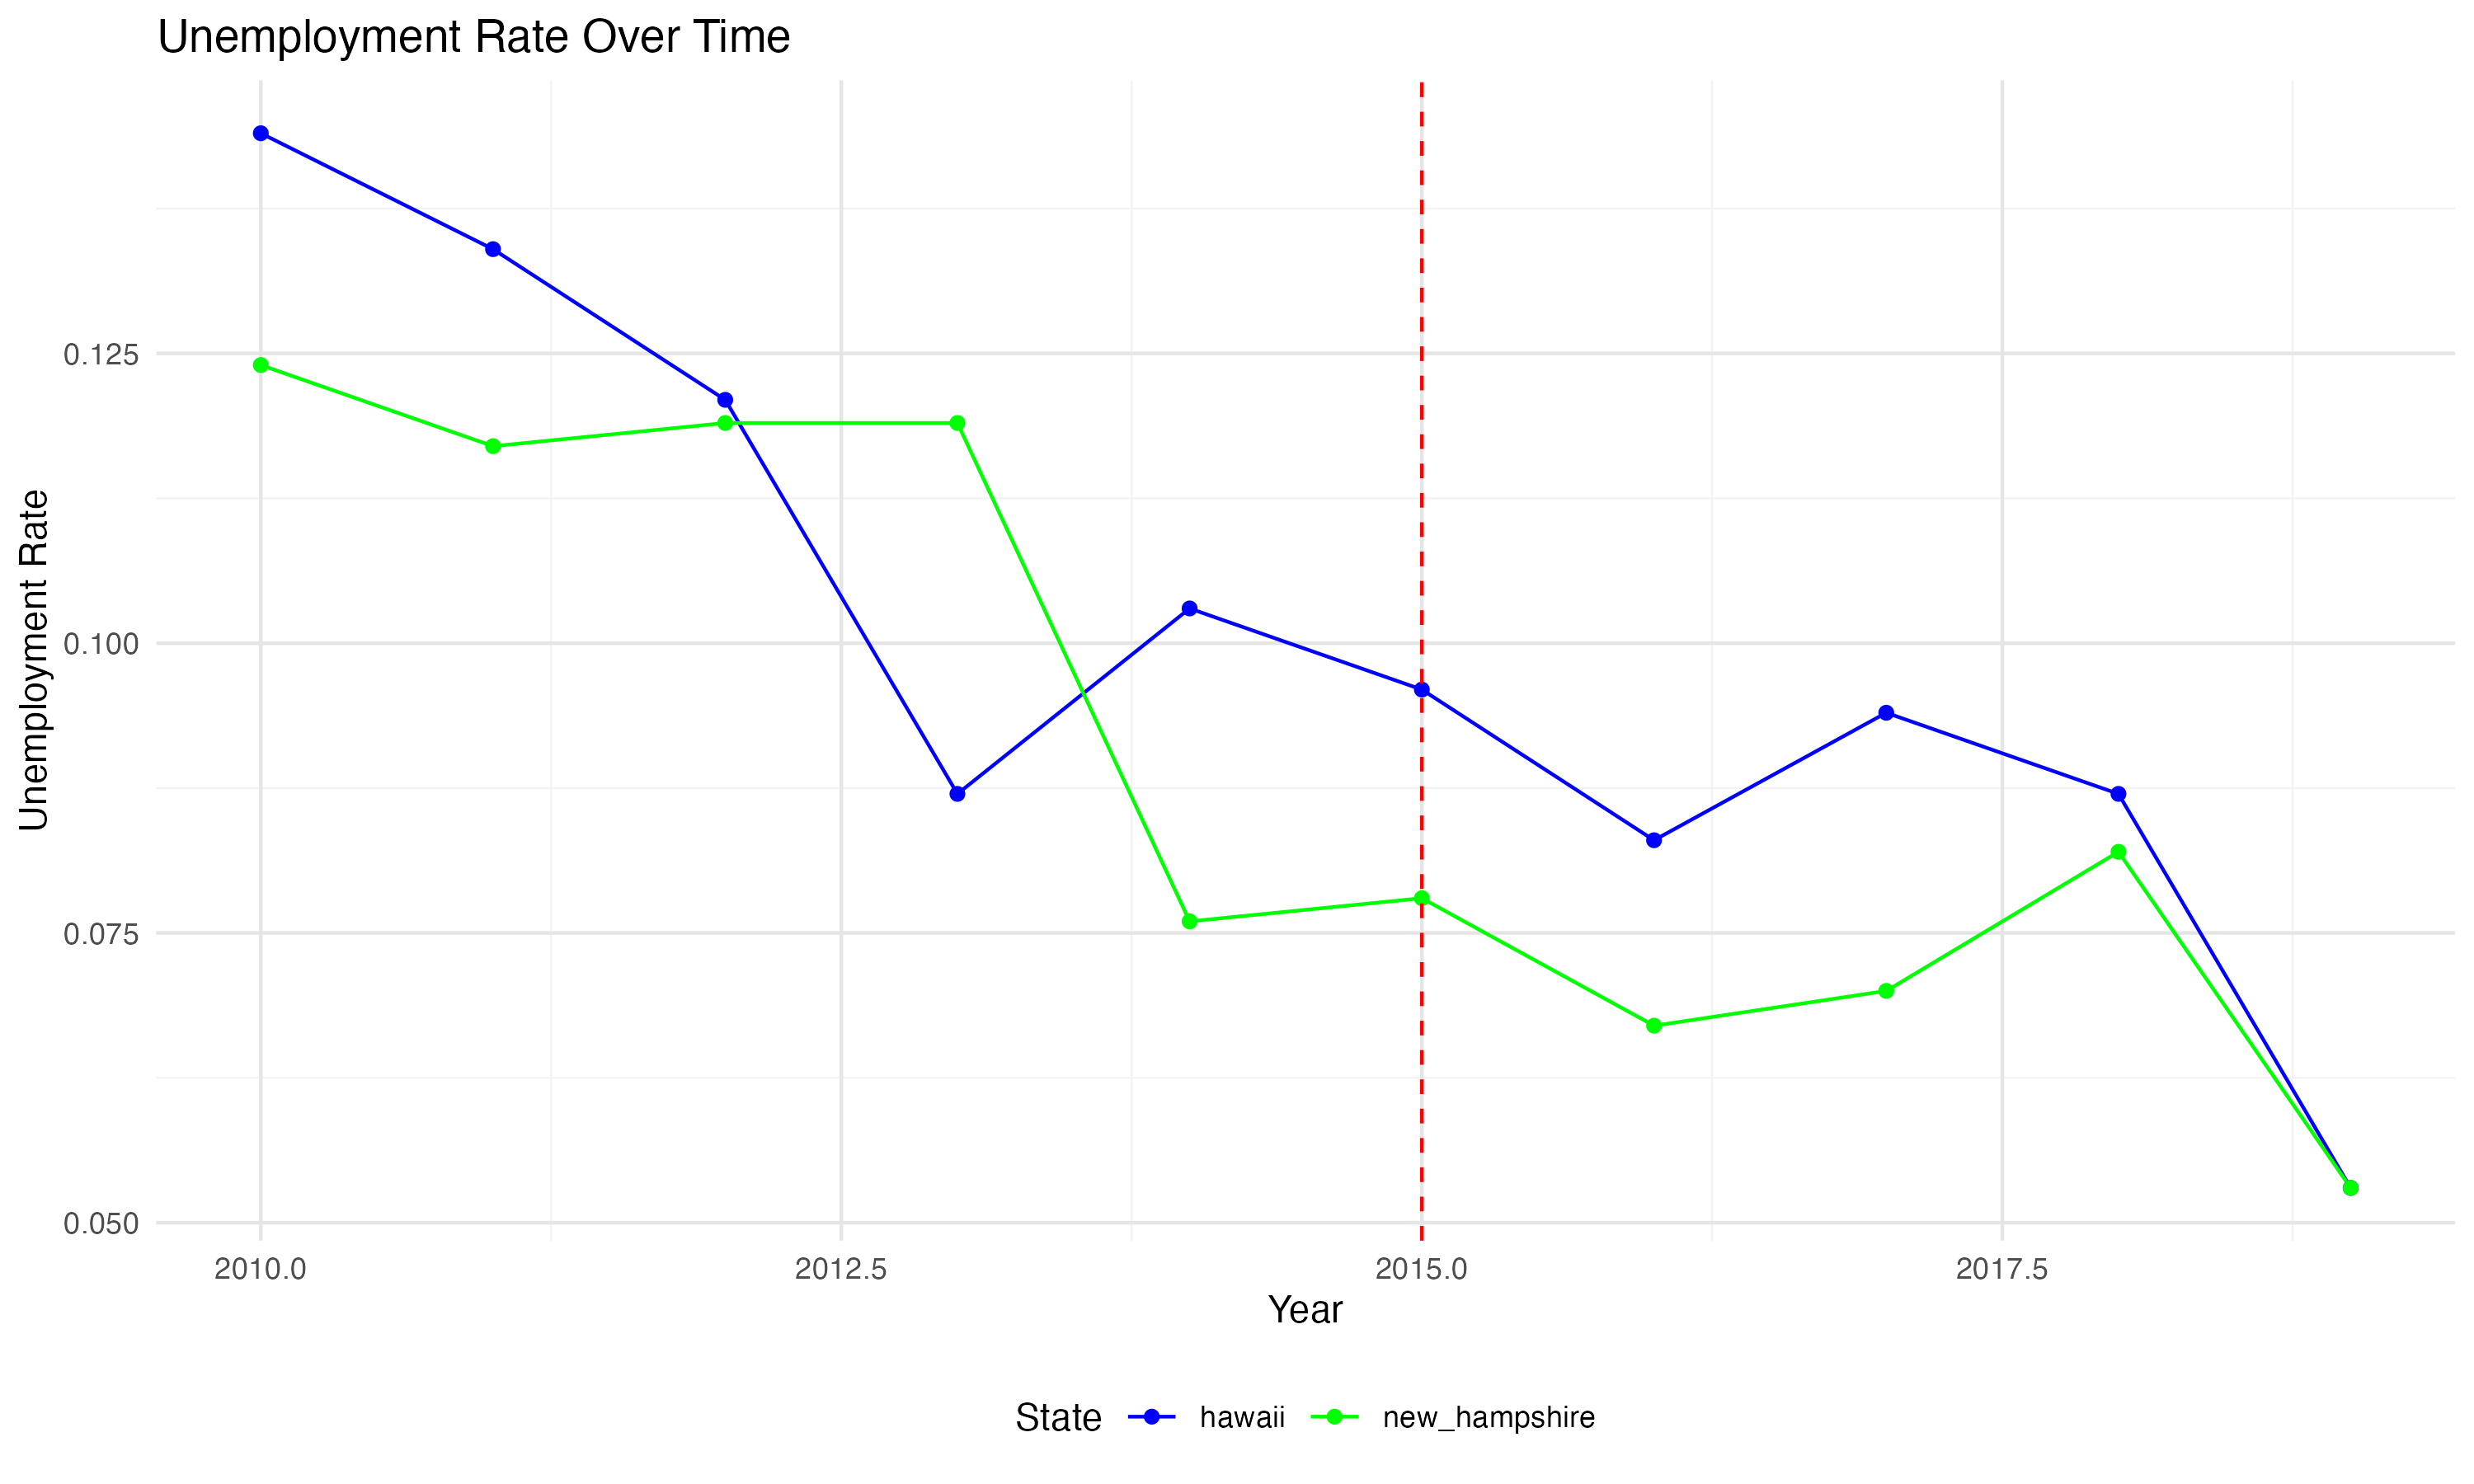 Unemployment Rate Over Time
Unemployment Rate
0.125
0.100
0.075
0.050
2010.0 2012.5 2015.0 2017.5
Year
State hawaii new_hampshire